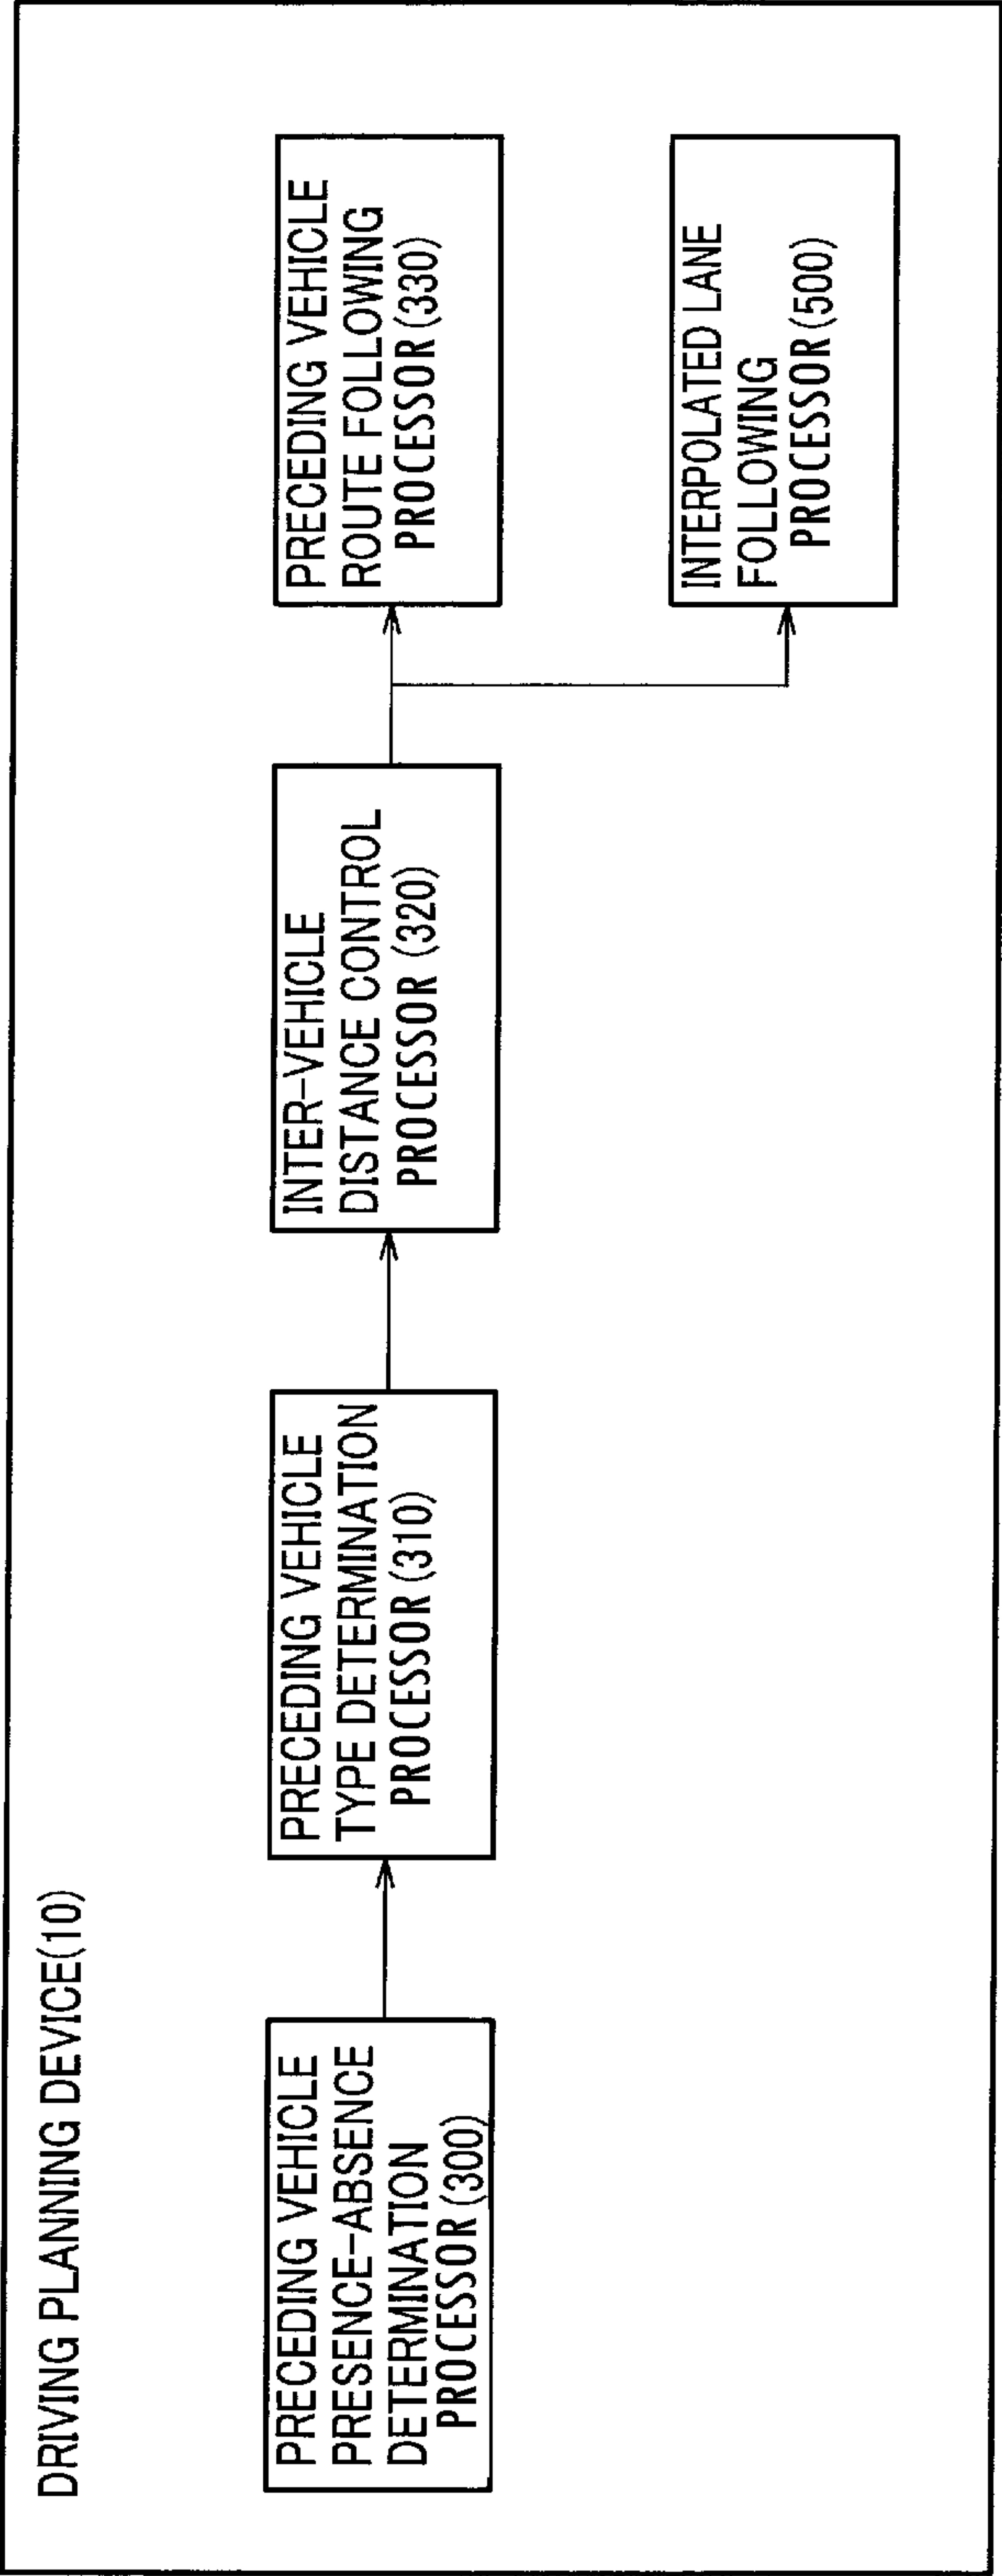 DRIVING PLANNING DEVICE(10)
PRECEDING VEHICLE
PRESENCE-ABSENCE
DETERMINATION
PROCESSOR (300)
PRECEDING VEHICLE
TYPE DETERMINATION
PROCESSOR (310)
INTER-VEHICLE
DISTANCE CONTROL
PROCESSOR (320)
PRECEDING VEHICLE
ROUTE FOLLOWING
PROCESSOR (330)
INTERPOLATED LANE
FOLLOWING
PROCESSOR (500)